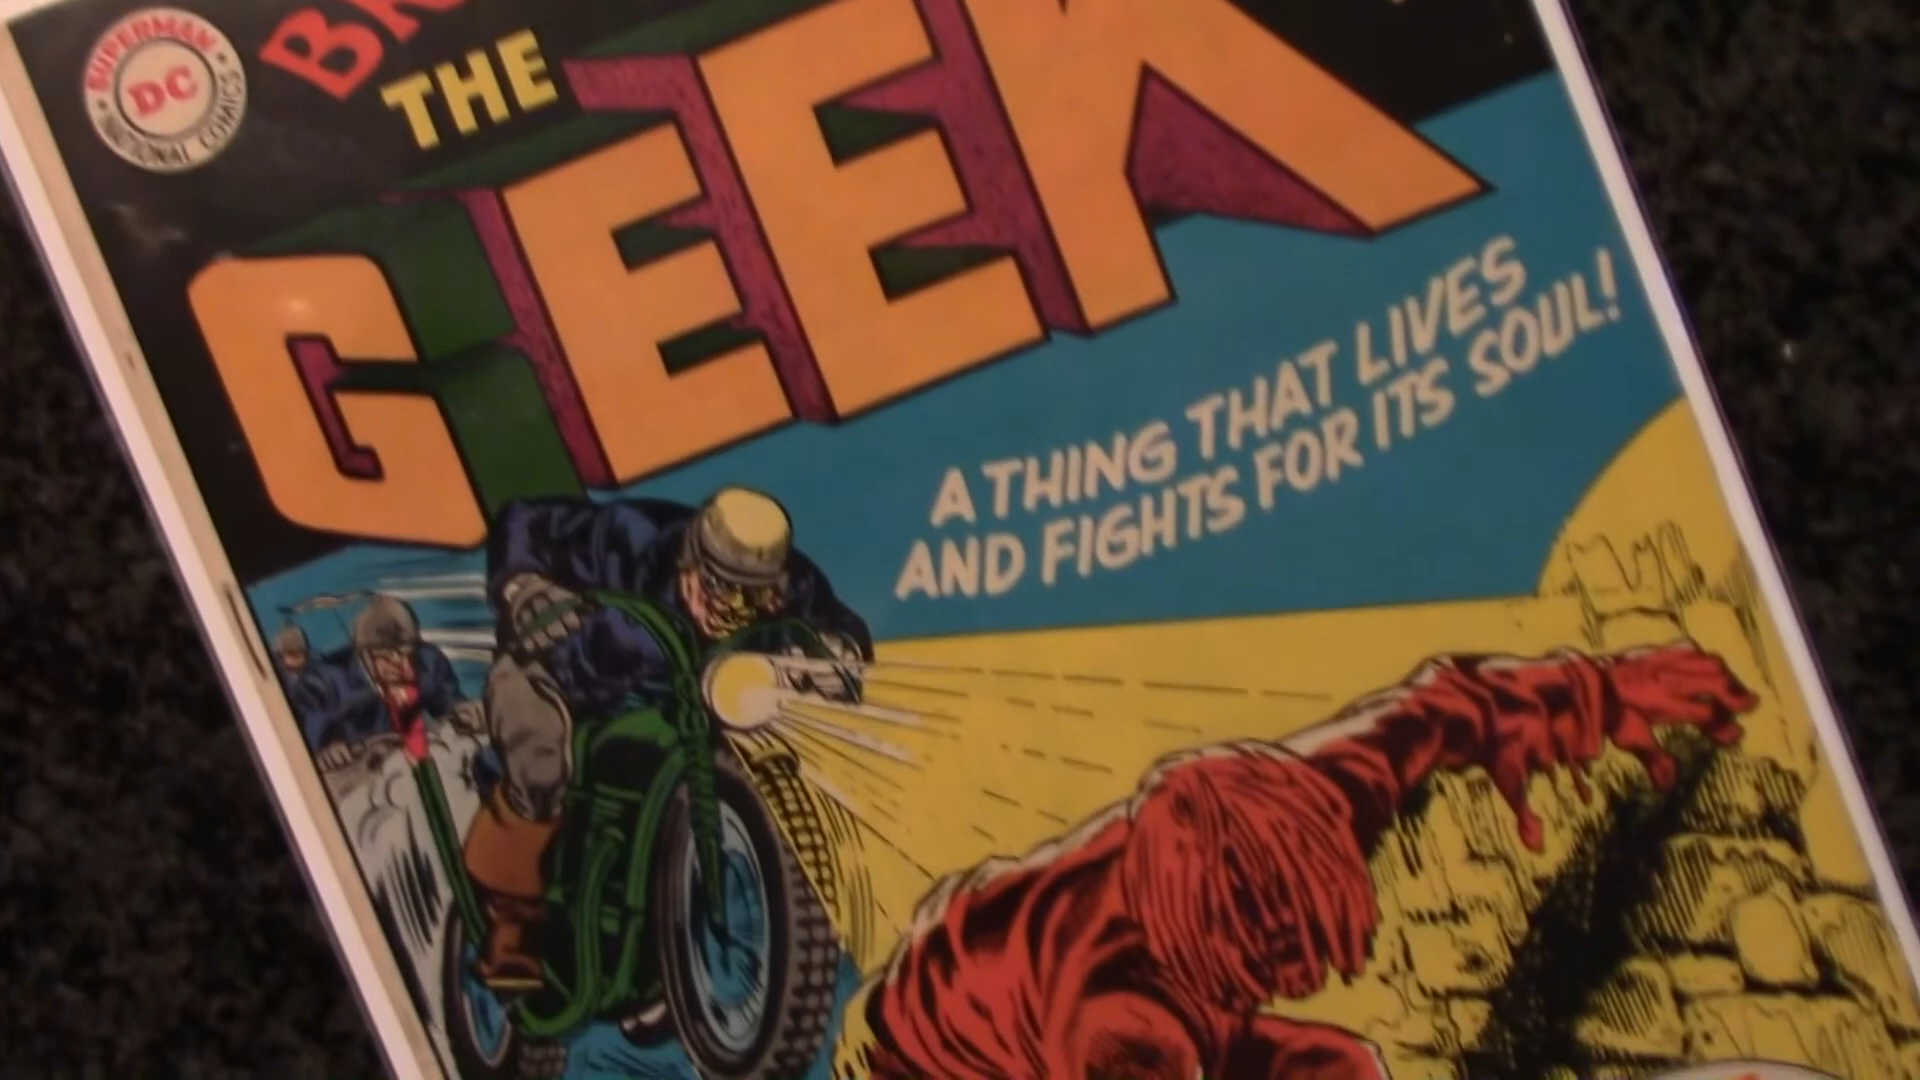 SUPERMAN
DC
NATIONAL COMICS
THE
GEEK
A THING THAT LIVES
AND FIGHTS FOR ITS SOUL!